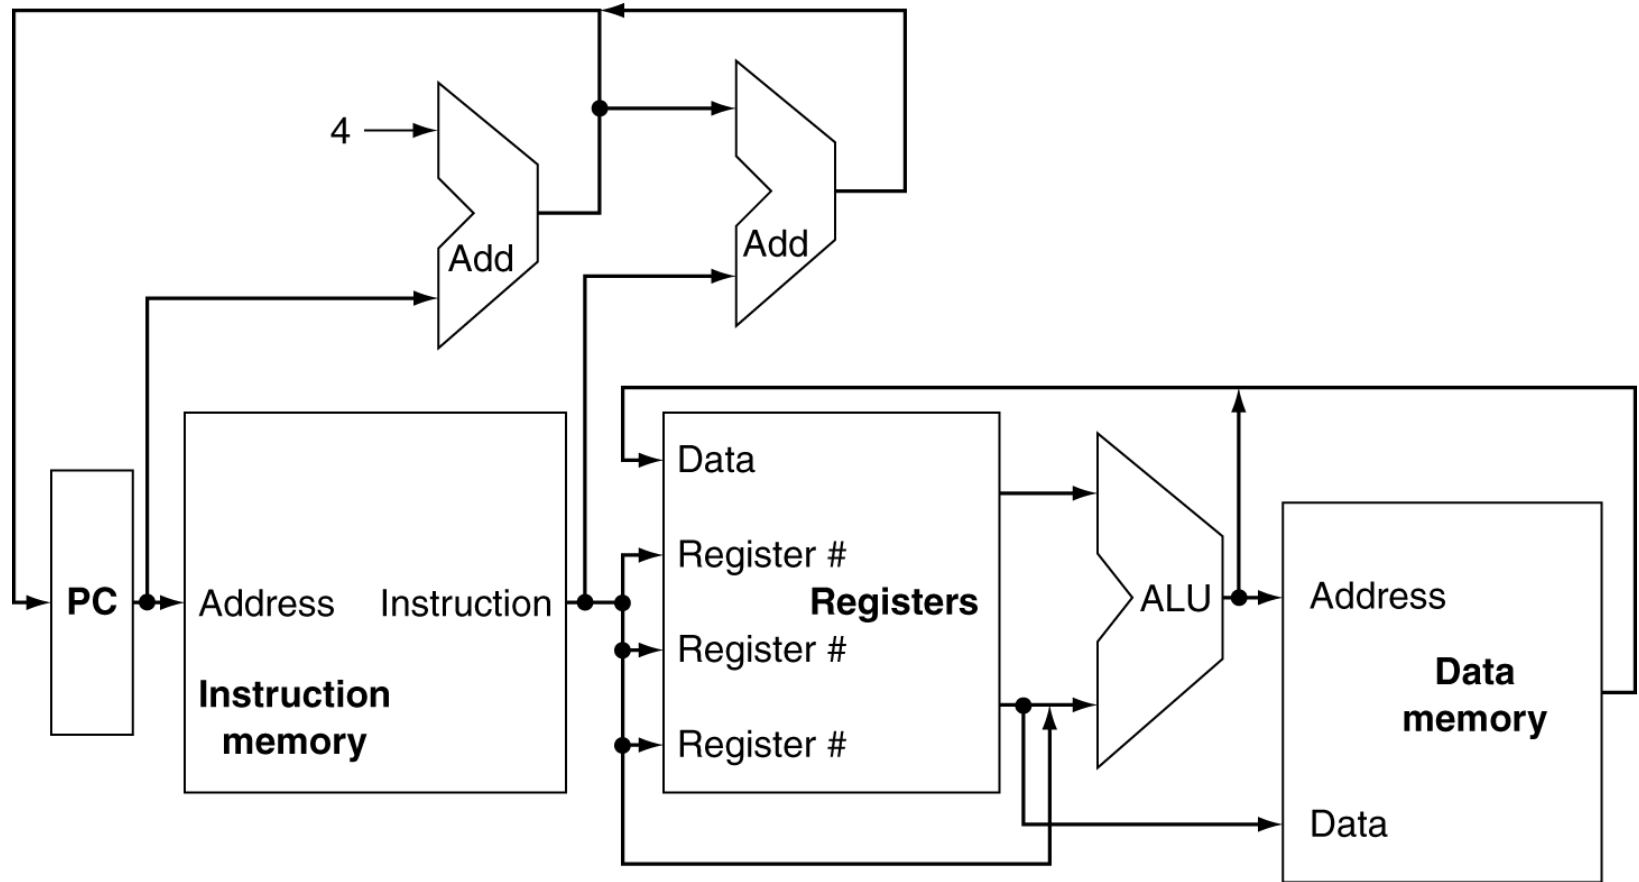 4
Add
Add
Data
Register #
PC
Address
Instruction
Registers
ALU
Address
Register #
Instruction
memory
Data
memory
Register #
Data